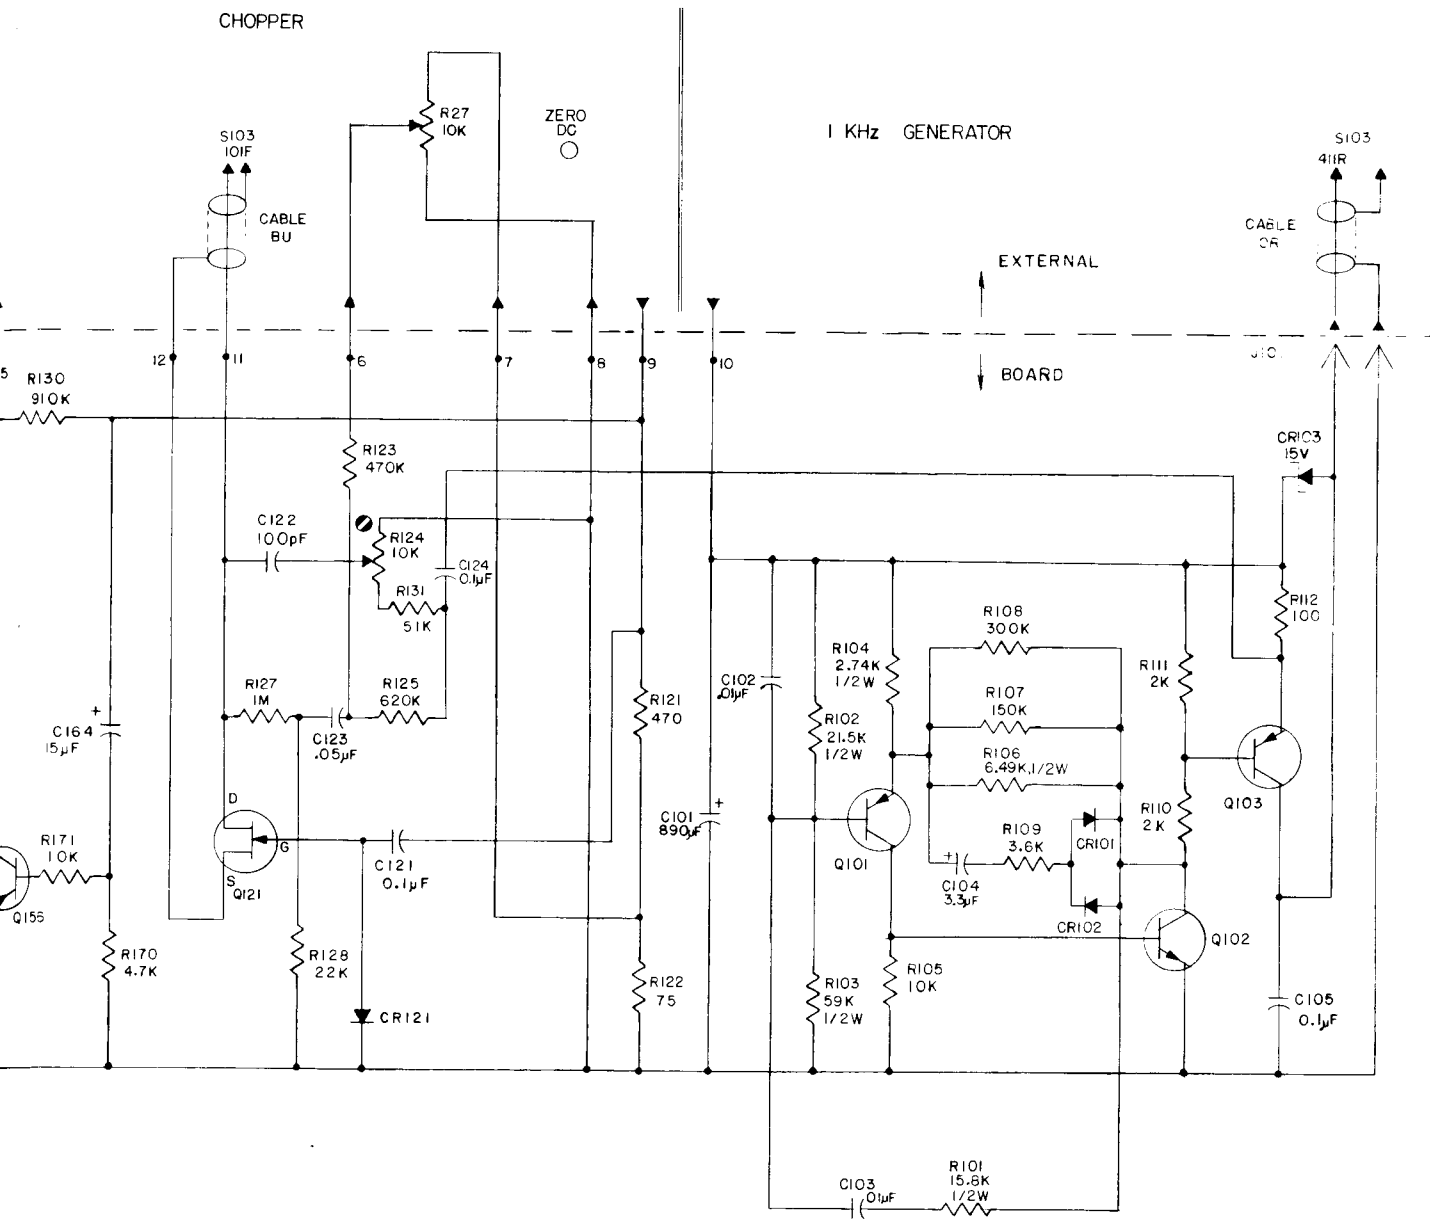 CHOPPER
R27
10K
ZERO
DC
1 KHz GENERATOR
S103
101F
S103
411R
CABLE
BU
CABLE
EXTERNAL
12
11
6
7
8
9
10
BOARD
5
R130
910K
R123
470K
CR103
15V
C122
100pF
R124
10K
C124
0.1µF
R131
51K
R108
300K
R112
100
R104
2.74K
1/2W
R111
2K
C102
.01µF
R127
1M
R125
620K
R121
470
R107
150K
R102
21.5K
1/2W
+
C164
15µF
C123
.05µF
R106
6.49K,1/2W
D
G
S
Q121
+
C101
890µF
Q103
R110
2K
R171
10K
C121
0.1µF
Q101
R109
3.6K
CR101
+
C104
3.3µF
CR102
Q156
Q102
R170
4.7K
R128
22K
R122
75
R103
59K
1/2W
R105
10K
C105
0.1µF
CR121
C103
.01µF
R101
15.8K
1/2W